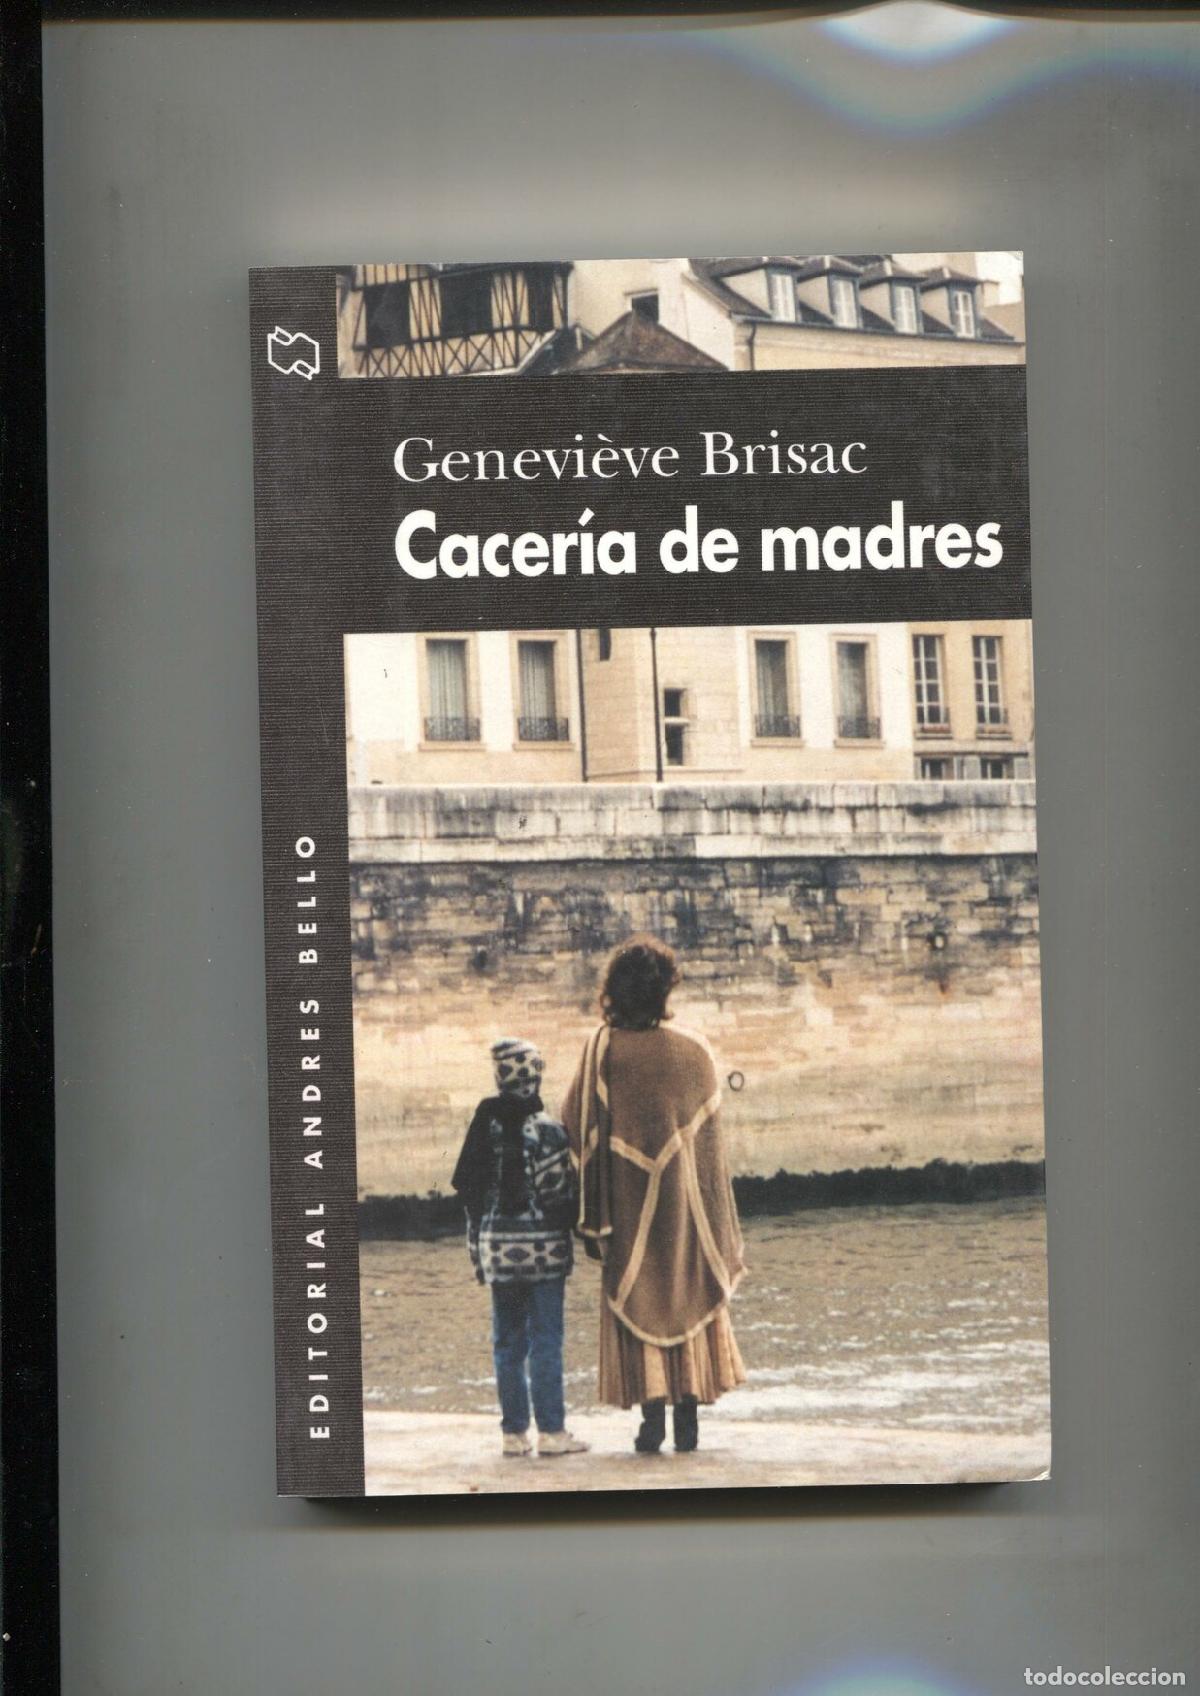 Geneviève Brisac
Cacería de madres
EDITORIAL ANDRES BELLO
todocoleccion